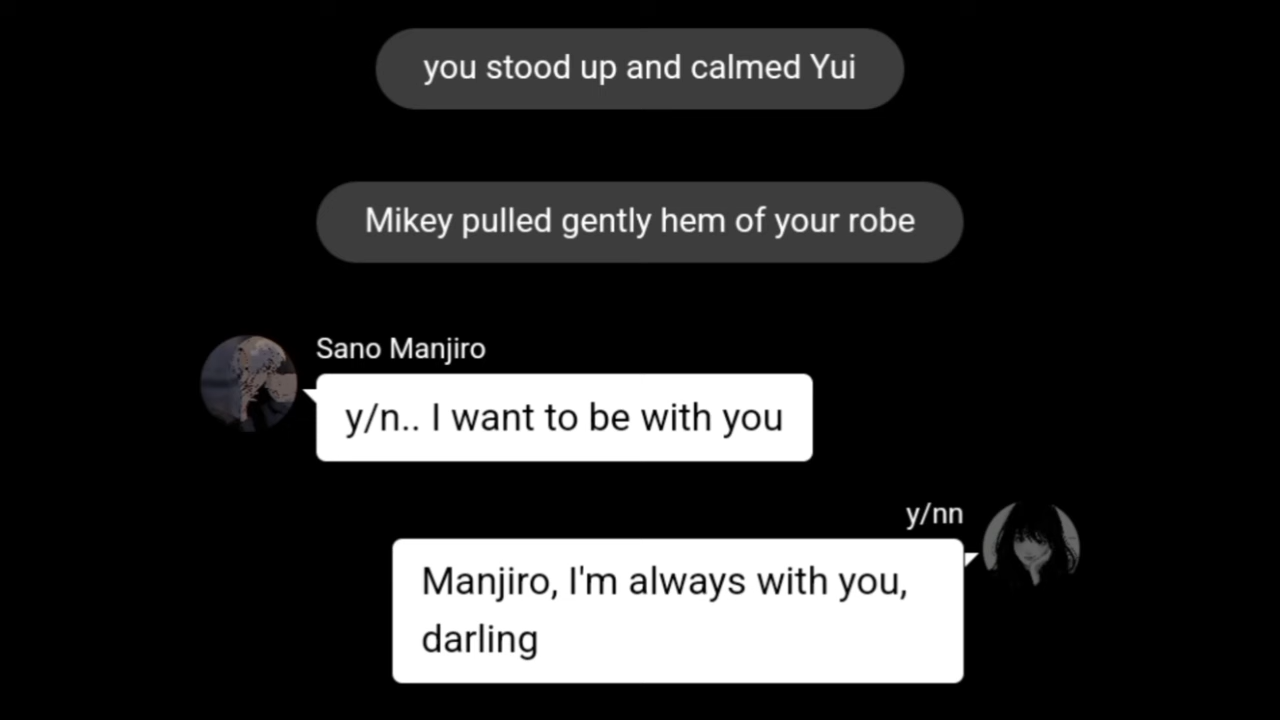 you stood up and calmed Yui
Mikey pulled gently hem of your robe
Sano Manjiro
y/n.. I want to be with you
y/nn
Manjiro, I'm always with you,
darling